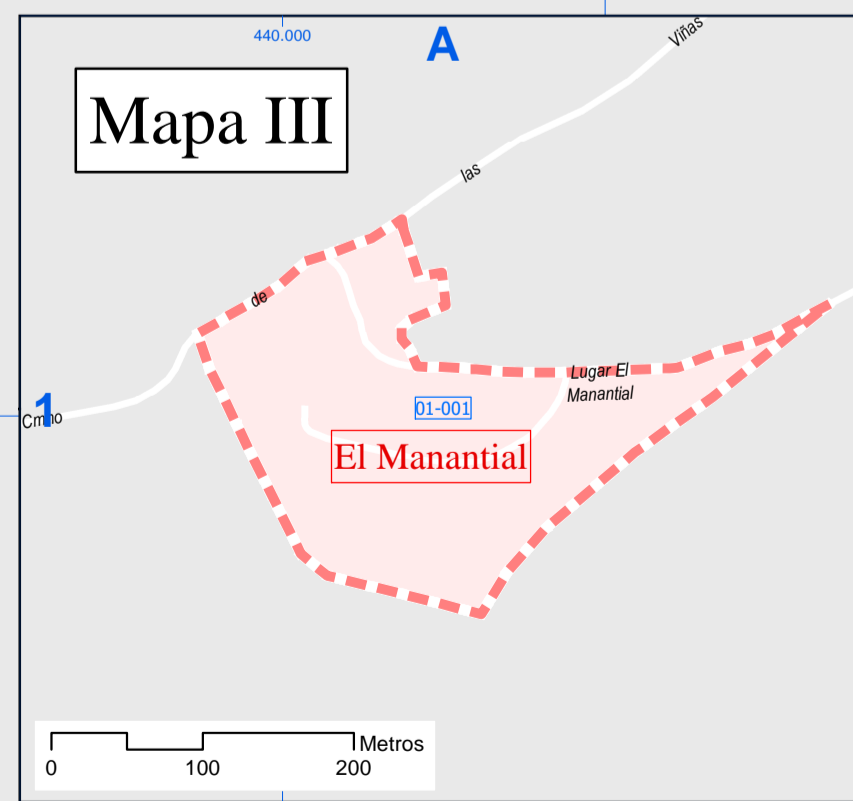 440.000
A
Viñas
Mapa III
las
de
Lugar El
Manantial
01-001
1
Cmno
El Manantial
Metros
0 100 200